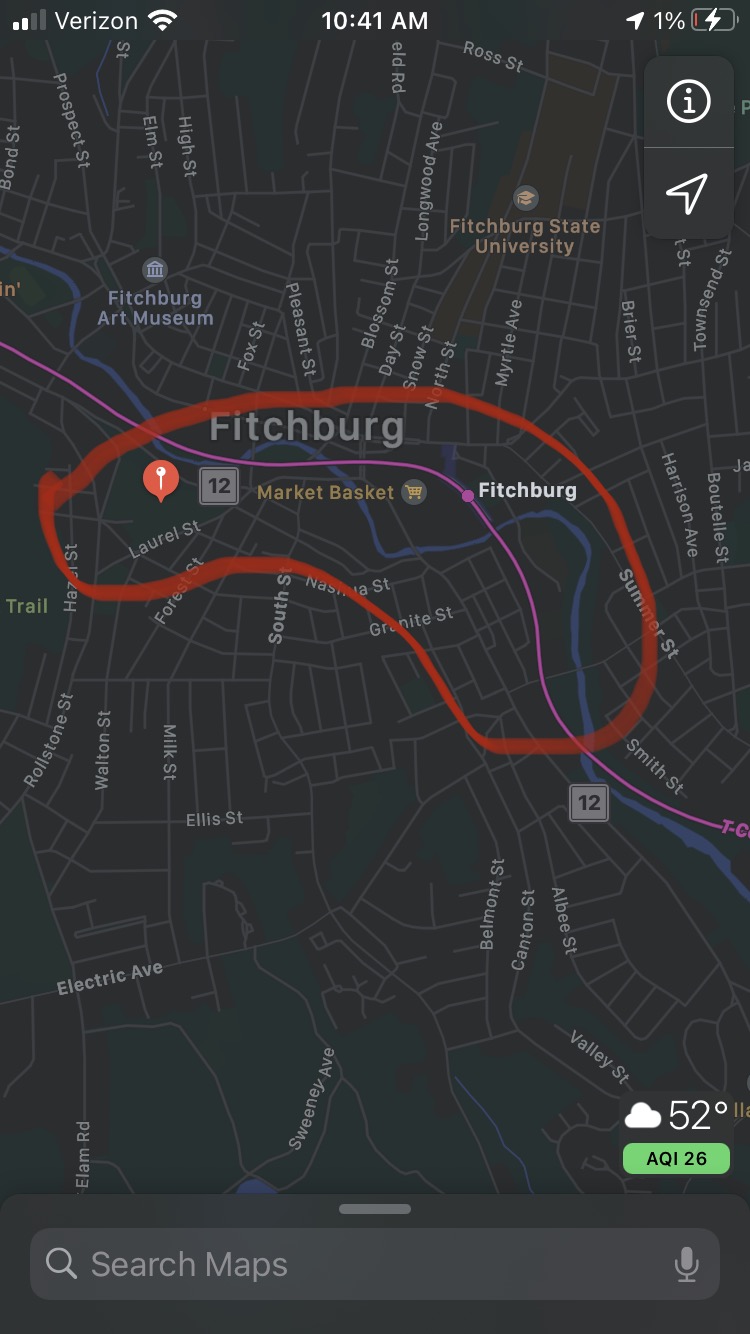 Verizon 10:41 AM 1%
St
eld Rd
Ross St
Prospect St
Elm St
High St
Bond St
Longwood Ave
P
Fitchburg State
University
t St
Townsend St
in'
Fitchburg
Art Museum
Pleasant St
Blossom St
Fox St
Day St
Snow St
North St
Myrtle Ave
Brier St
Fitchburg
12
Market Basket
Fitchburg
Harrison Ave
Boutelle St
Ja
Laurel St
Hazel St
Forest St
Trail
South St
Nashua St
Granite St
Summer St
Rollstone St
Walton St
Milk St
Smith St
12
Ellis St
T-Co
Belmont St
Canton St
Albee St
Electric Ave
Valley St
Sweeney Ave
Elam Rd
52°
lla
AQI 26
Search Maps